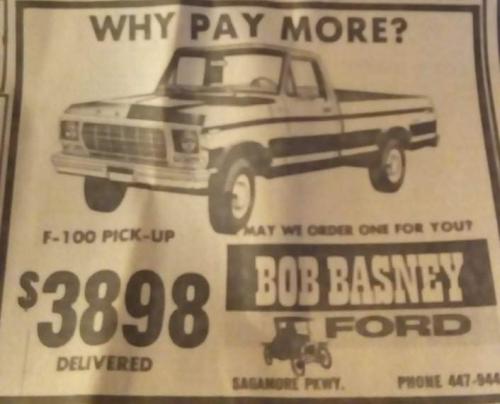 WHY PAY MORE?
F-100 PICK-UP
MAY WE ORDER ONE FOR YOU?
$3898
DELIVERED
BOB BASNEY
FORD
SAGAMORE PKWY.
PHONE 447-944